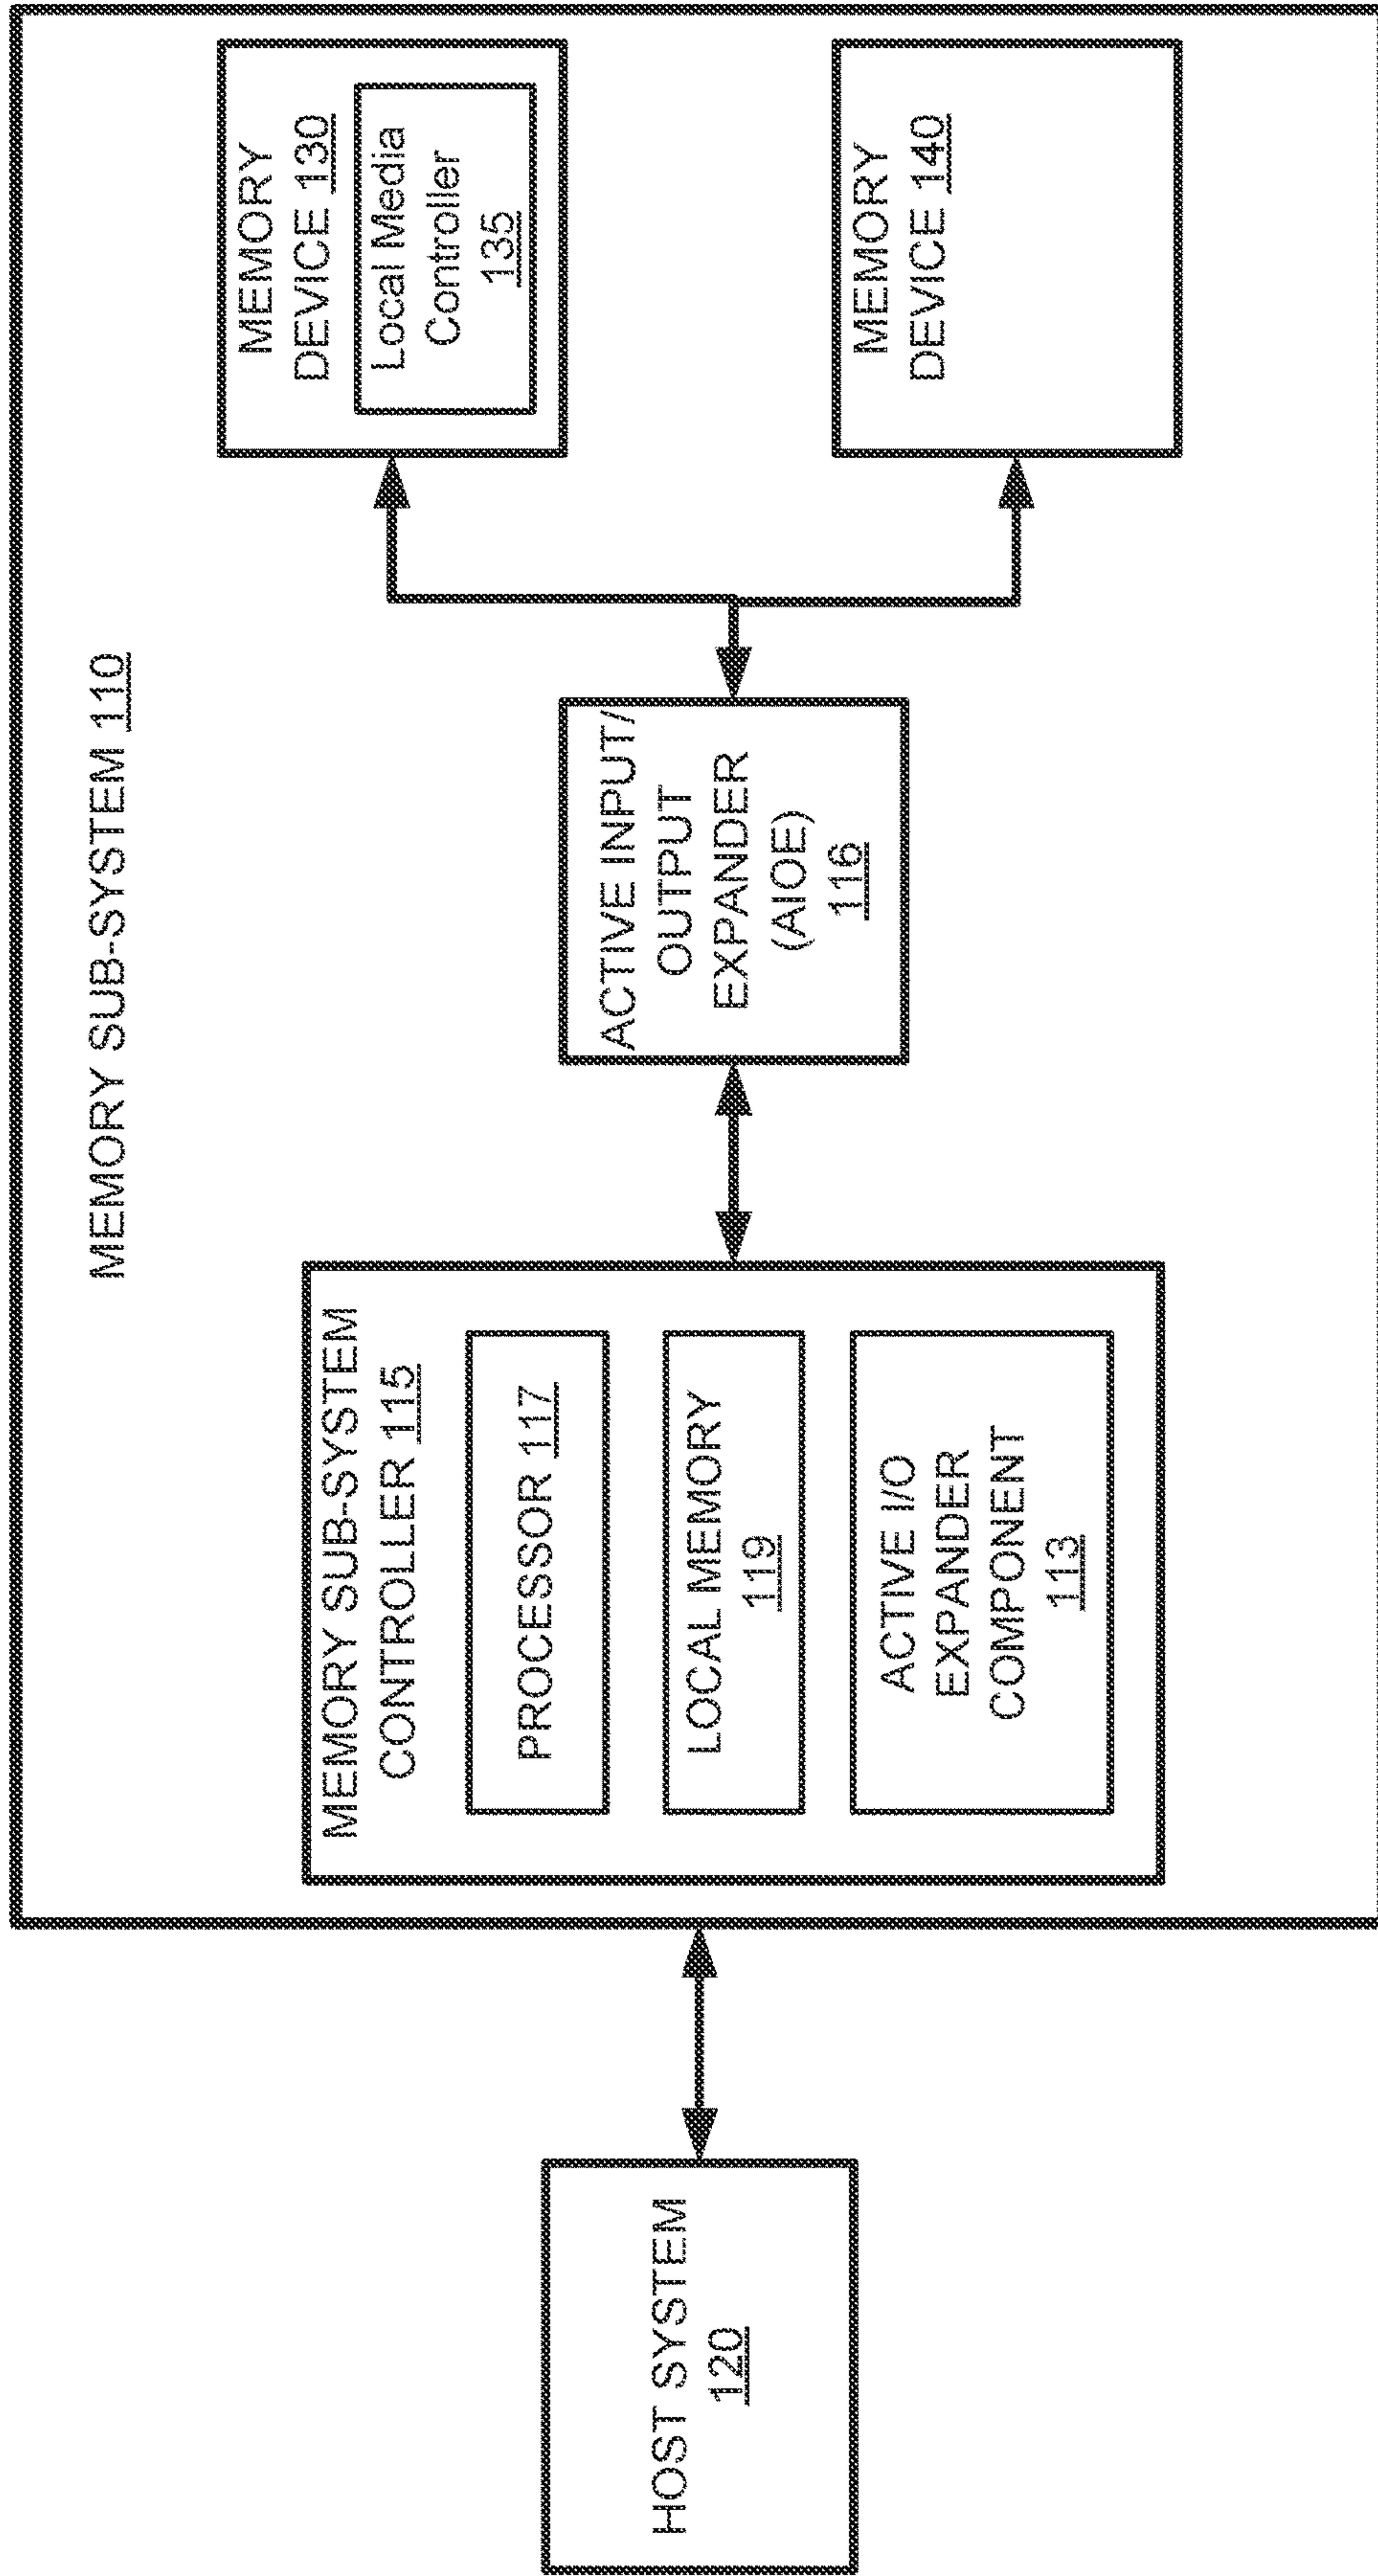 MEMORY SUB-SYSTEM 110
HOST SYSTEM
120
MEMORY SUB-SYSTEM
CONTROLLER 115
PROCESSOR 117
LOCAL MEMORY
119
ACTIVE I/O
EXPANDER
COMPONENT
113
ACTIVE INPUT/
OUTPUT
EXPANDER
(AIOE)
116
MEMORY
DEVICE 130
Local Media
Controller
135
MEMORY
DEVICE 140